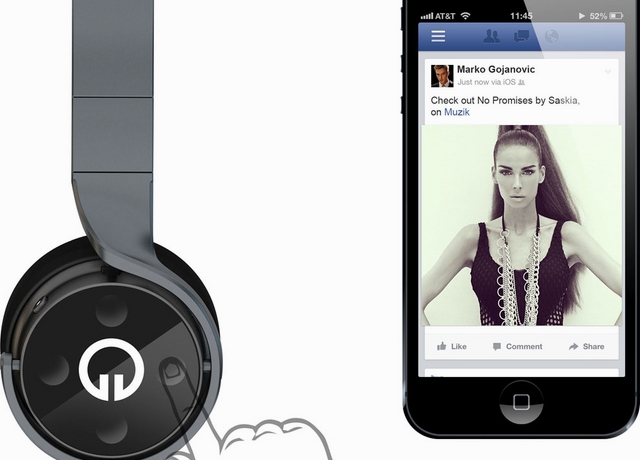 AT&T 11:45 52%
Marko Gojanovic
Just now via iOS
Check out No Promises by Saskia,
on Muzik
Like Comment Share